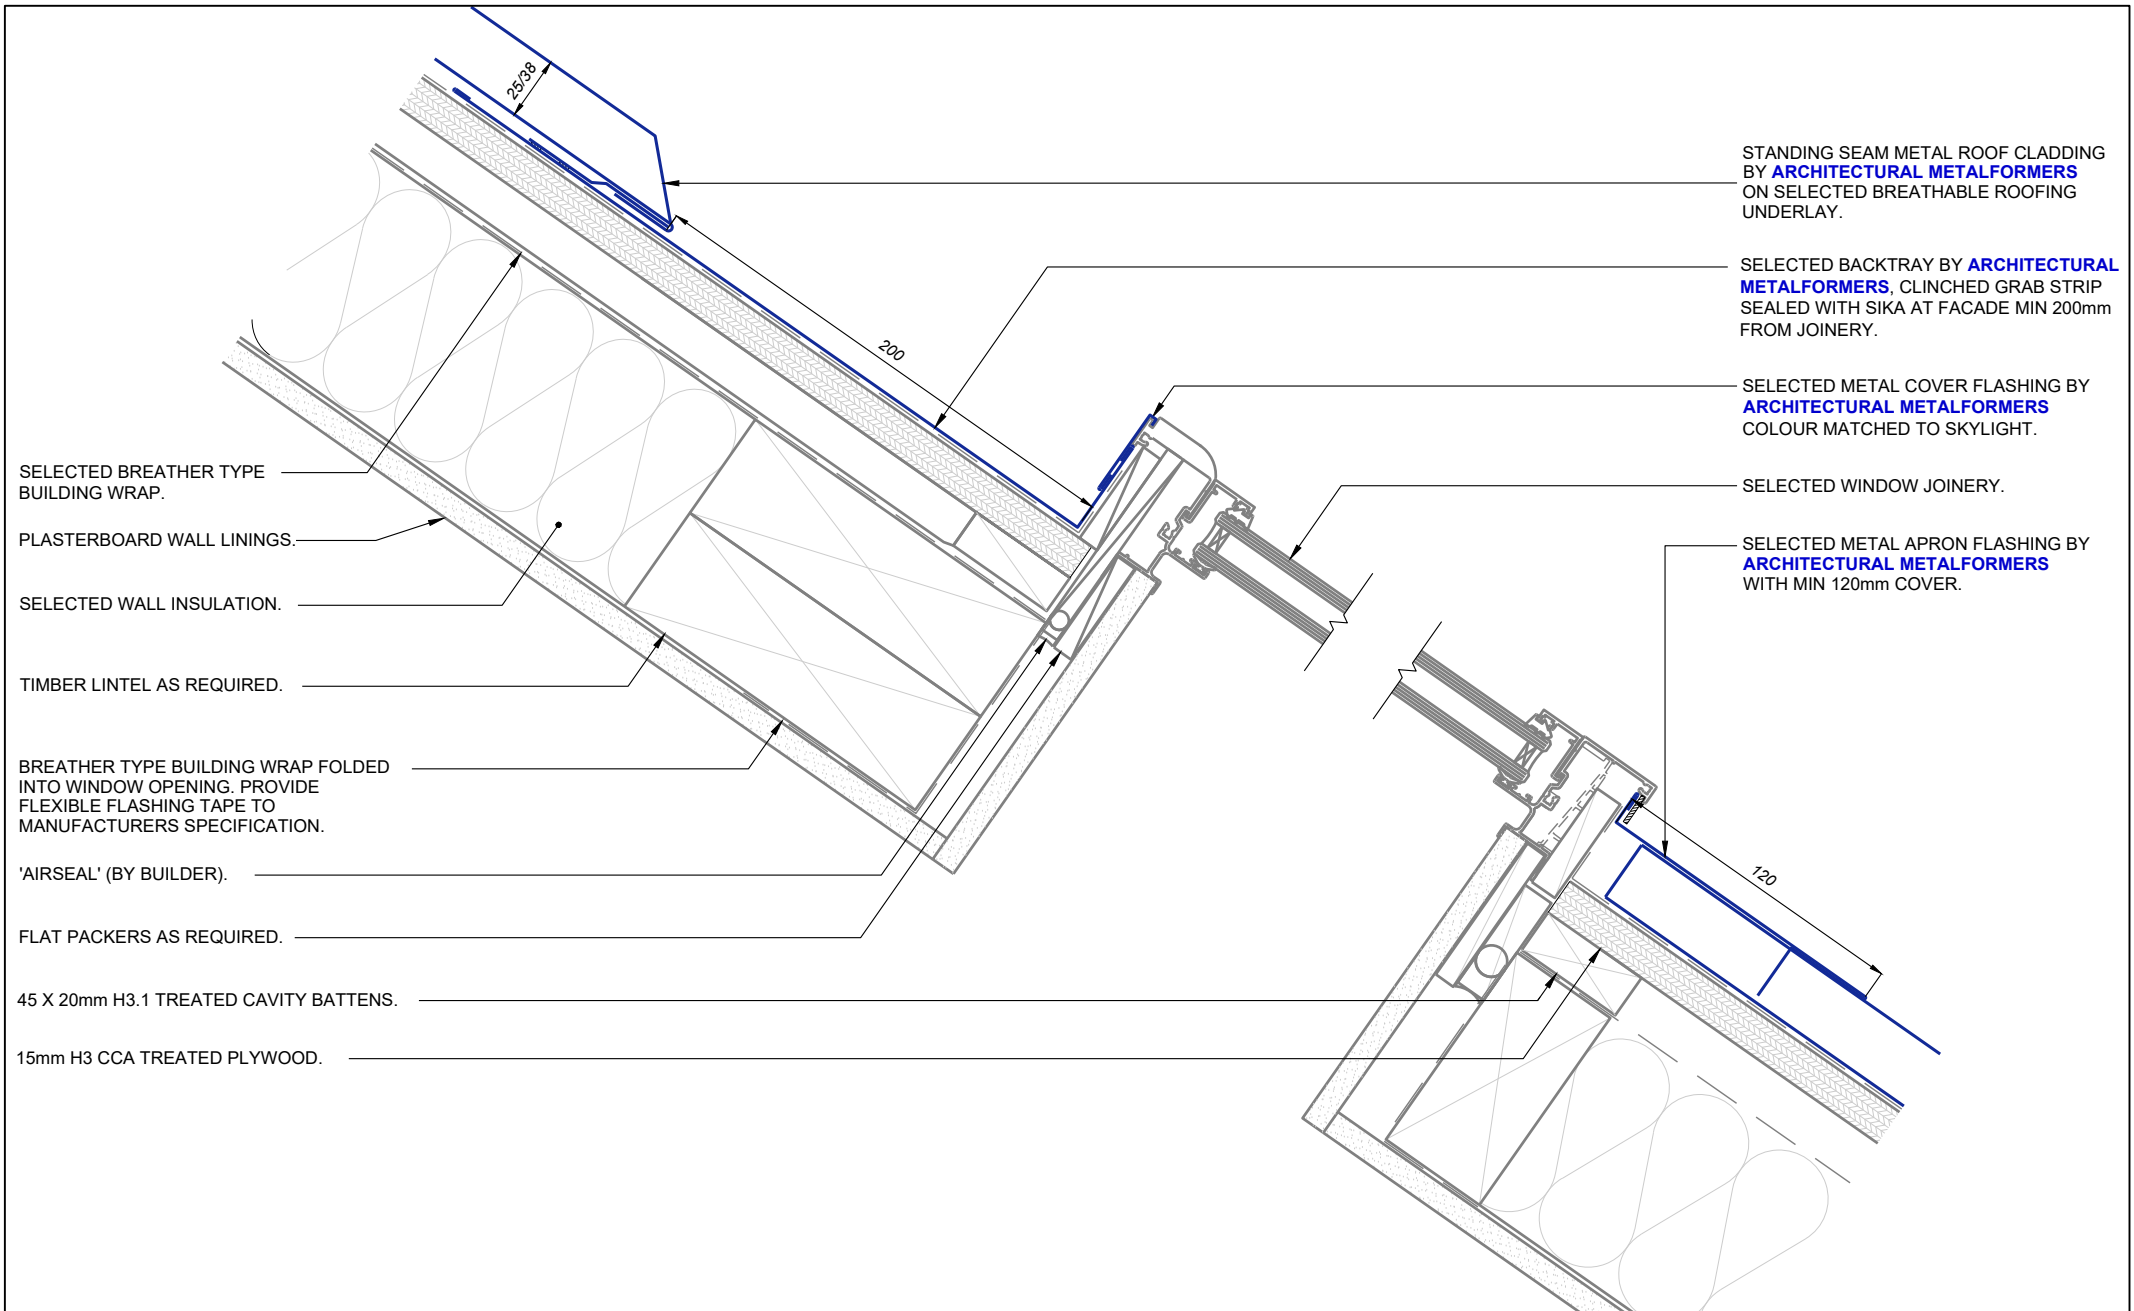 25/38
200
120
STANDING SEAM METAL ROOF CLADDING
BY ARCHITECTURAL METALFORMERS
ON SELECTED BREATHABLE ROOFING
UNDERLAY.
SELECTED BACKTRAY BY ARCHITECTURAL
METALFORMERS, CLINCHED GRAB STRIP
SEALED WITH SIKA AT FACADE MIN 200mm
FROM JOINERY.
SELECTED METAL COVER FLASHING BY
ARCHITECTURAL METALFORMERS
COLOUR MATCHED TO SKYLIGHT.
SELECTED WINDOW JOINERY.
SELECTED METAL APRON FLASHING BY
ARCHITECTURAL METALFORMERS
WITH MIN 120mm COVER.
SELECTED BREATHER TYPE
BUILDING WRAP.
PLASTERBOARD WALL LININGS.
SELECTED WALL INSULATION.
TIMBER LINTEL AS REQUIRED.
BREATHER TYPE BUILDING WRAP FOLDED
INTO WINDOW OPENING. PROVIDE
FLEXIBLE FLASHING TAPE TO
MANUFACTURERS SPECIFICATION.
'AIRSEAL' (BY BUILDER).
FLAT PACKERS AS REQUIRED.
45 X 20mm H3.1 TREATED CAVITY BATTENS.
15mm H3 CCA TREATED PLYWOOD.